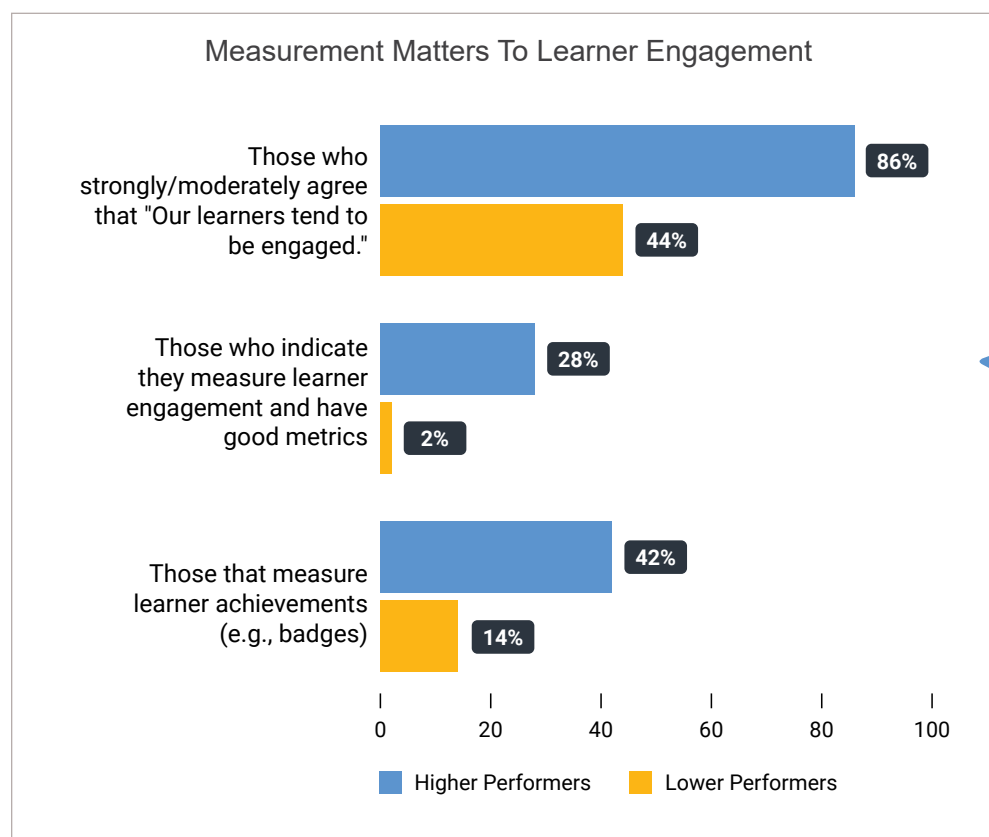 Measurement Matters To Learner Engagement
Those who
strongly/moderately agree
that "Our learners tend to
be engaged."
86%
44%
Those who indicate
they measure learner
engagement and have
good metrics
28%
2%
Those that measure
learner achievements
(e.g., badges)
42%
14%
0 20 40 60 80 100
Higher Performers Lower Performers